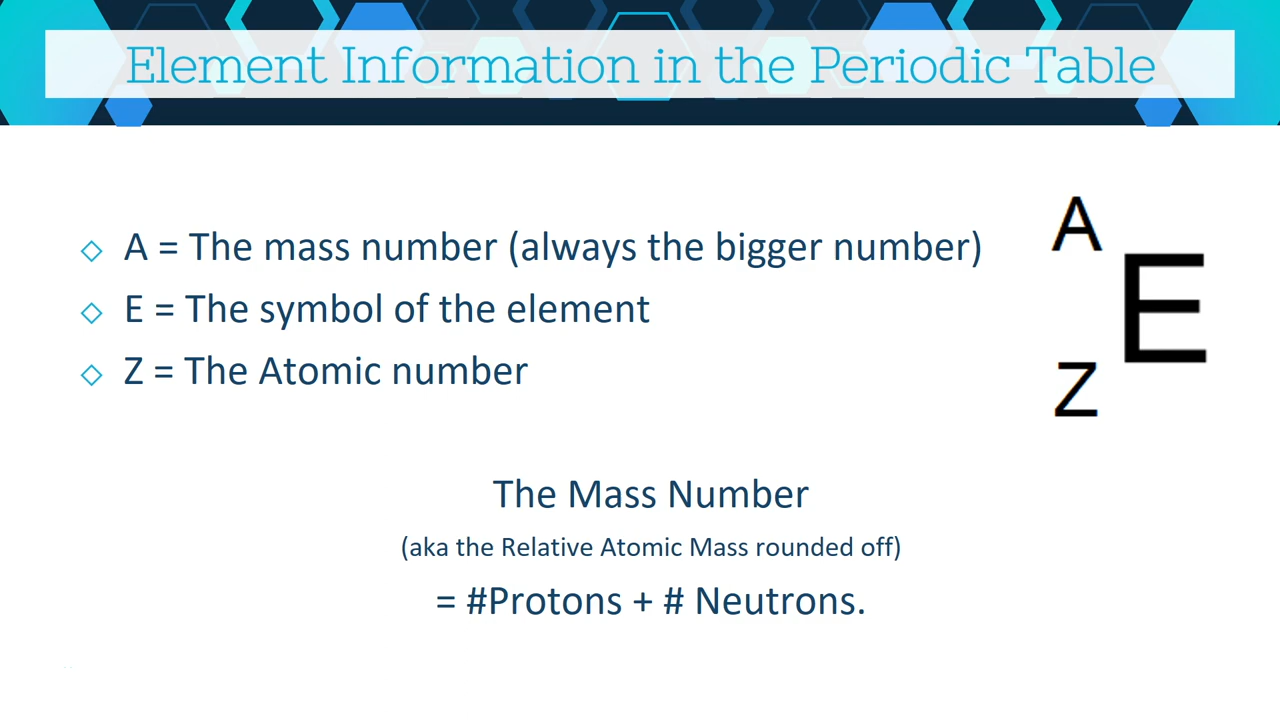 Element Information in the Periodic Table
A = The mass number (always the bigger number)
E = The symbol of the element
Z = The Atomic number
A
E
Z
The Mass Number
(aka the Relative Atomic Mass rounded off)
= #Protons + # Neutrons.